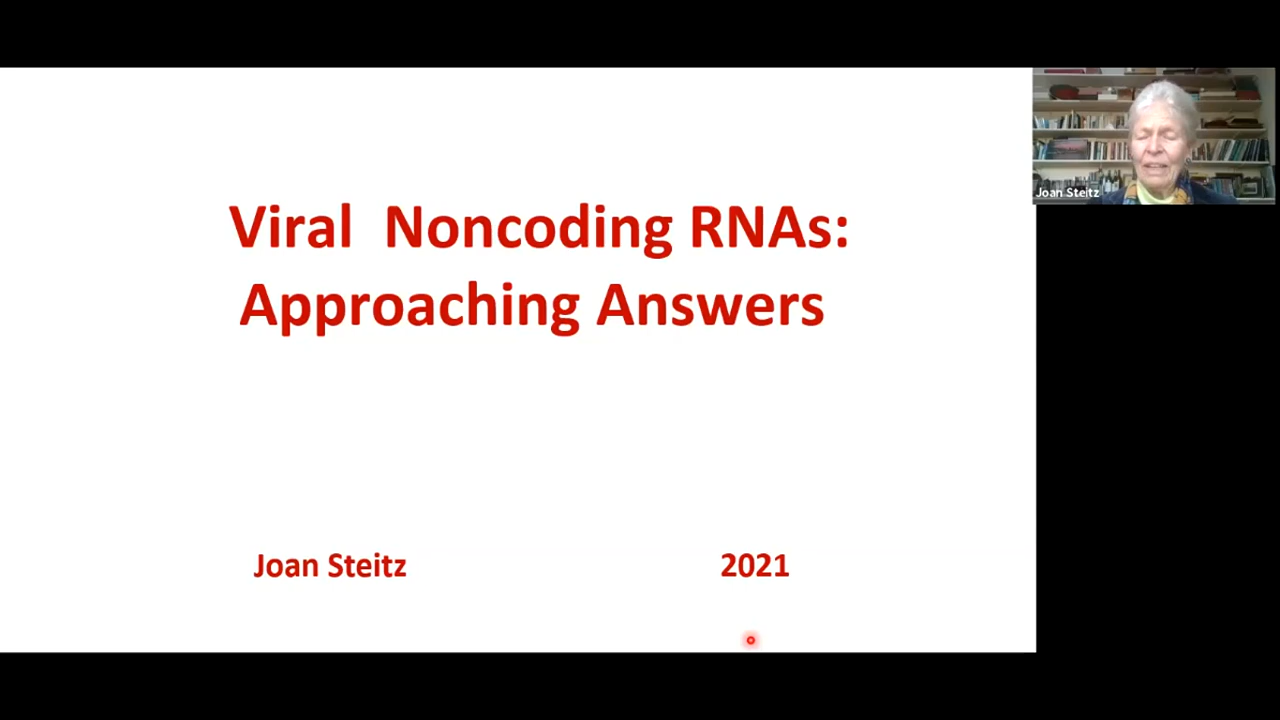 Viral Noncoding RNAs:
Approaching Answers
Joan Steitz
2021
Joan Steitz